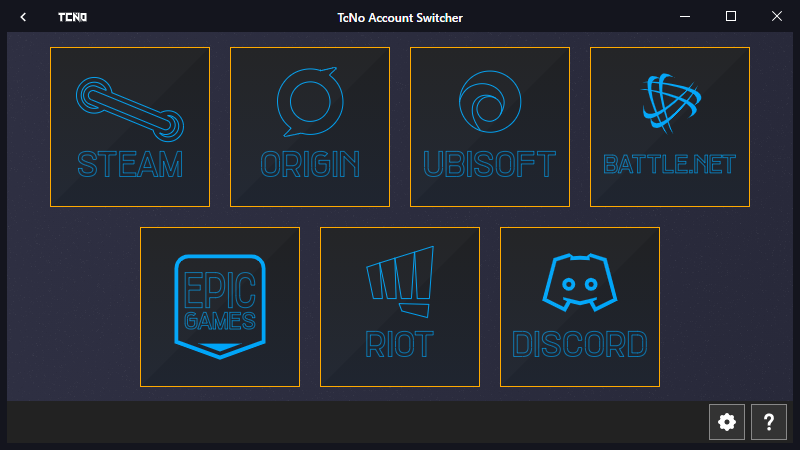 TCNO
TcNo Account Switcher
STEAM
ORIGIN
UBISOFT
BATTLE.NET
EPIC
GAMES
RIOT
DISCORD
?